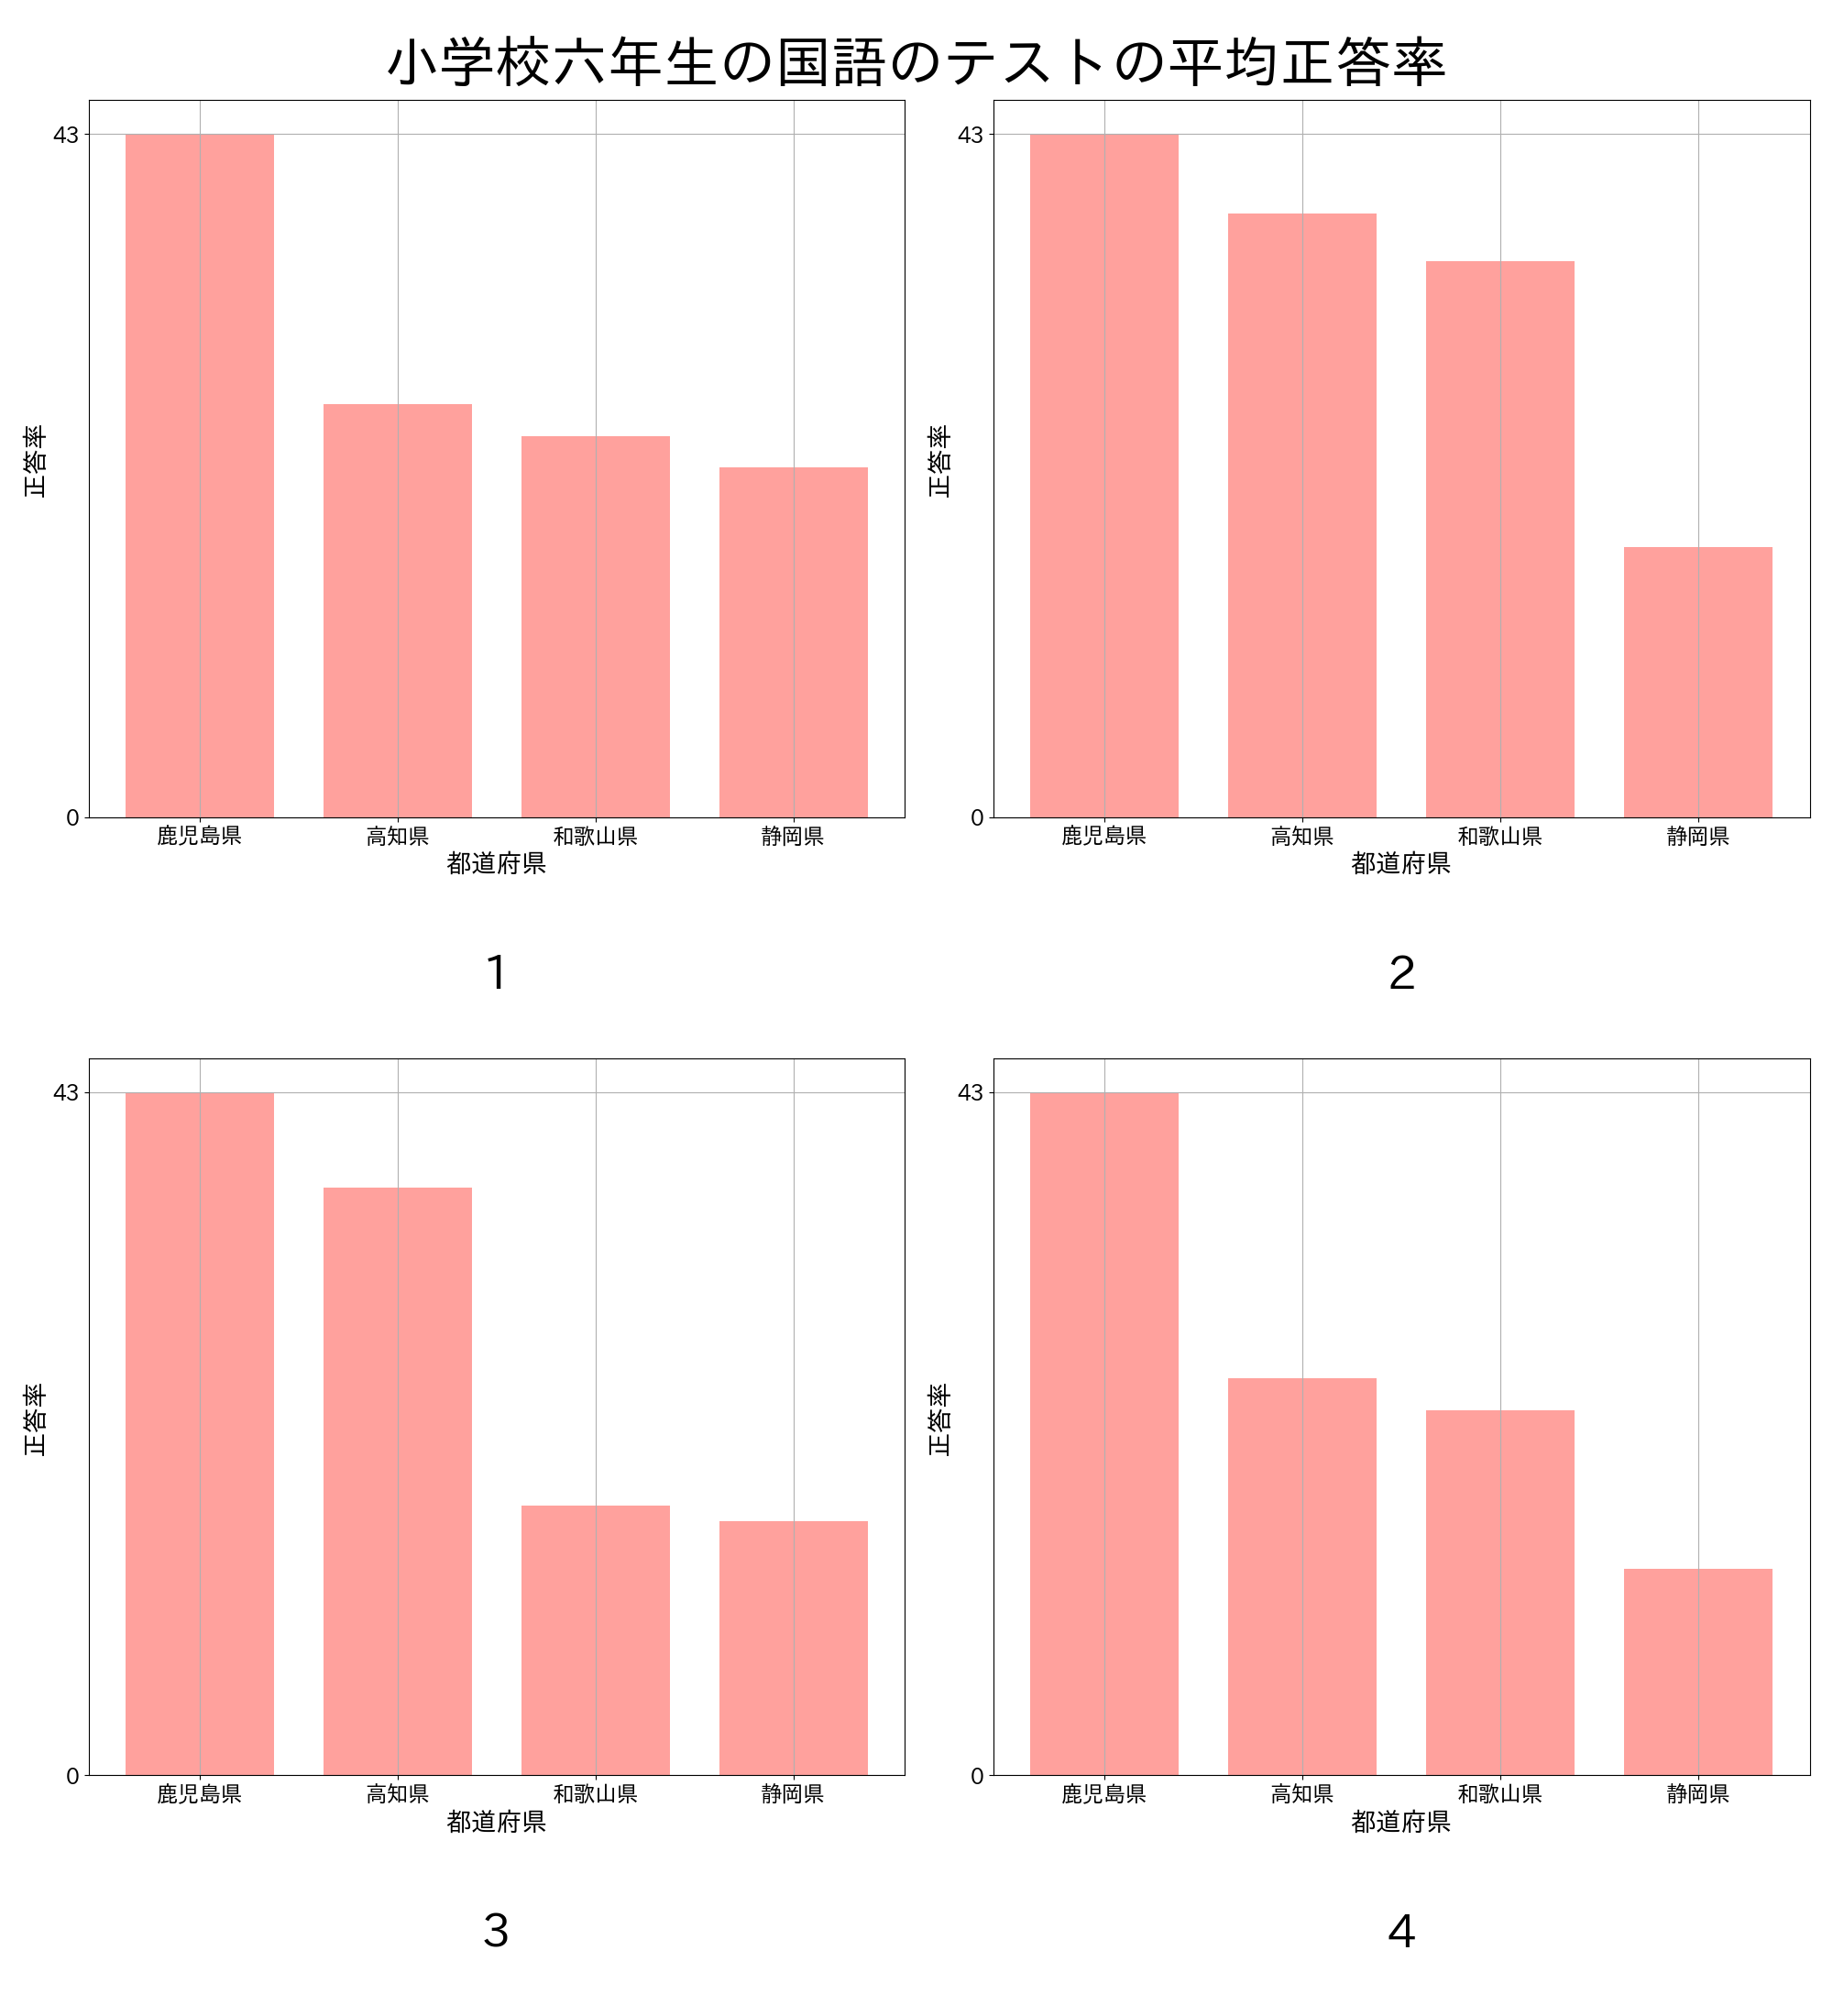 小学校六年生の国語のテストの平均正答率
43
0
正答率
鹿児島県 高知県 和歌山県 静岡県
都道府県
1
43
0
正答率
鹿児島県 高知県 和歌山県 静岡県
都道府県
2
43
0
正答率
鹿児島県 高知県 和歌山県 静岡県
都道府県
3
43
0
正答率
鹿児島県 高知県 和歌山県 静岡県
都道府県
4